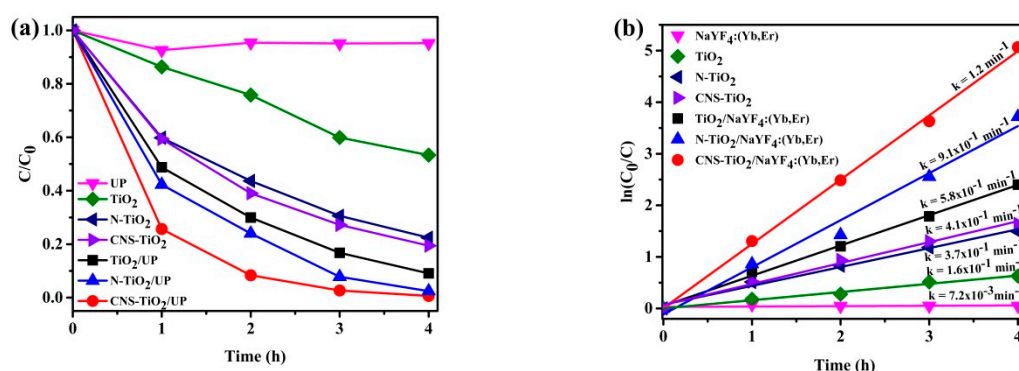 (a)
1.0
0.8
0.6
0.4
0.2
0.0
C/C₀
UP
TiO₂
N-TiO₂
CNS-TiO₂
TiO₂/UP
N-TiO₂/UP
CNS-TiO₂/UP
0 1 2 3 4
Time (h)
(b)
5
4
3
2
1
0
ln(C₀/C)
NaYF₄:(Yb,Er)
TiO₂
N-TiO₂
CNS-TiO₂
TiO₂/NaYF₄:(Yb,Er)
N-TiO₂/NaYF₄:(Yb,Er)
CNS-TiO₂/NaYF₄:(Yb,Er)
k = 1.2 min⁻¹
k = 9.1x10⁻¹ min⁻¹
k = 5.8x10⁻¹ min⁻¹
k = 4.1x10⁻¹ min⁻¹
k = 3.7x10⁻¹ min⁻¹
k = 1.6x10⁻¹ min⁻¹
k = 7.2x10⁻³ min⁻¹
0 1 2 3 4
Time (h)